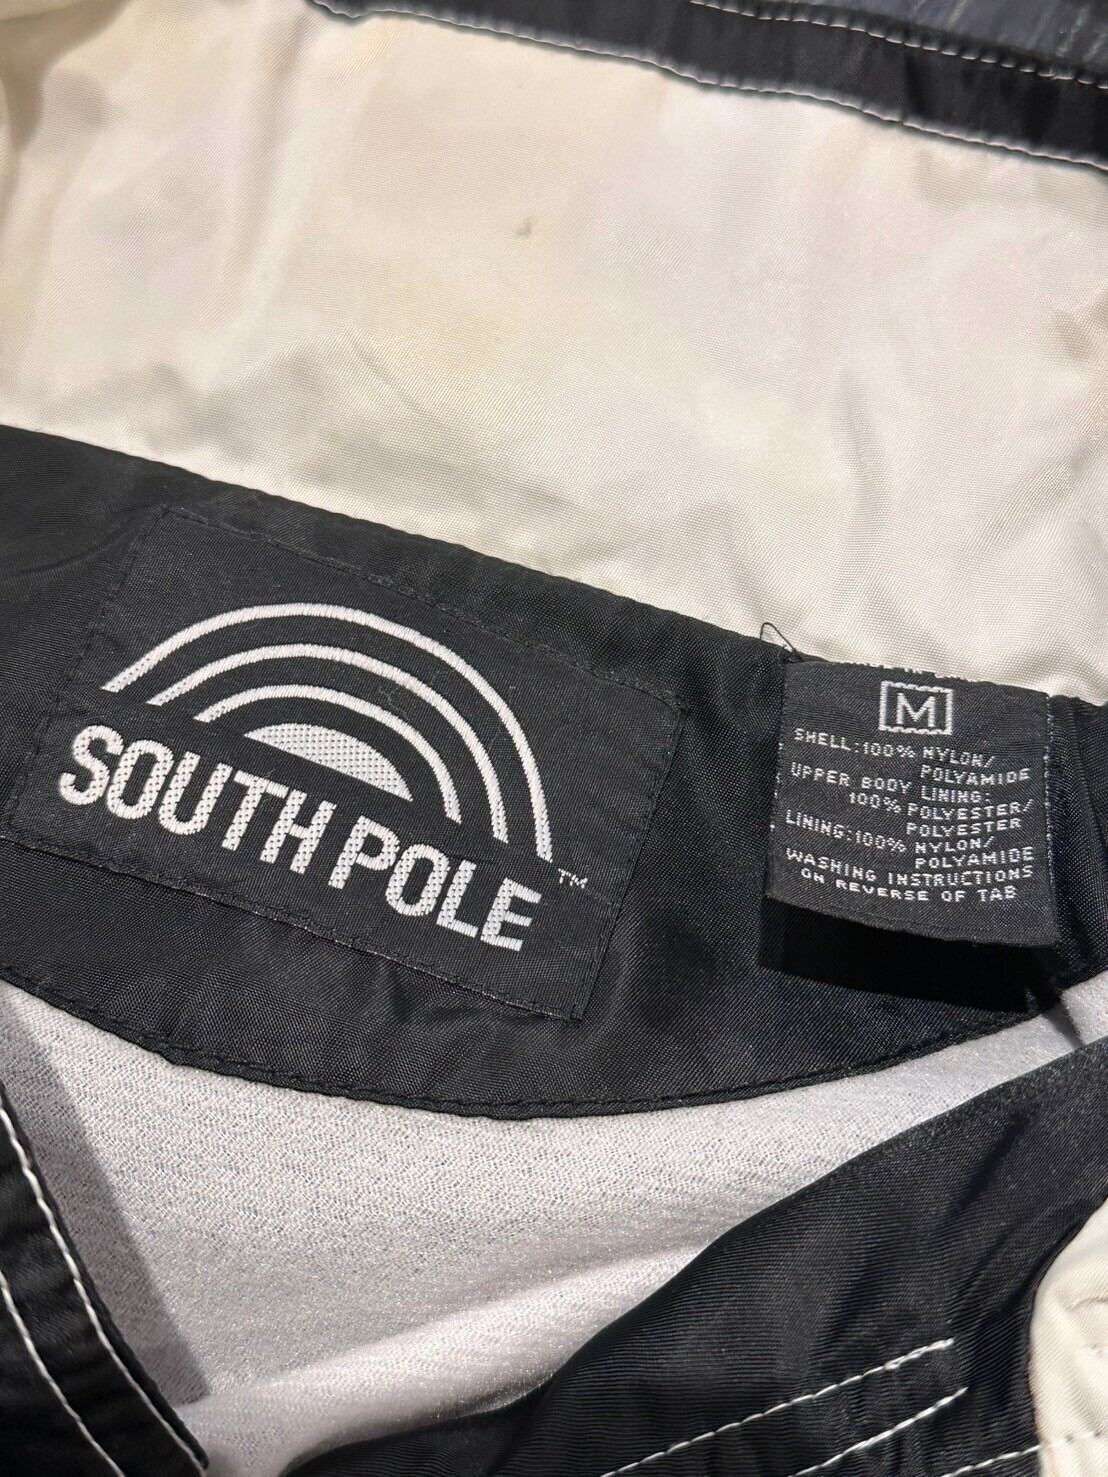 SOUTH POLE
TM
M
SHELL:100% NYLON/
POLYAMIDE
UPPER BODY LINING:
100% POLYESTER/
POLYESTER
LINING:100% NYLON/
POLYAMIDE
WASHING INSTRUCTIONS
ON REVERSE OF TAB